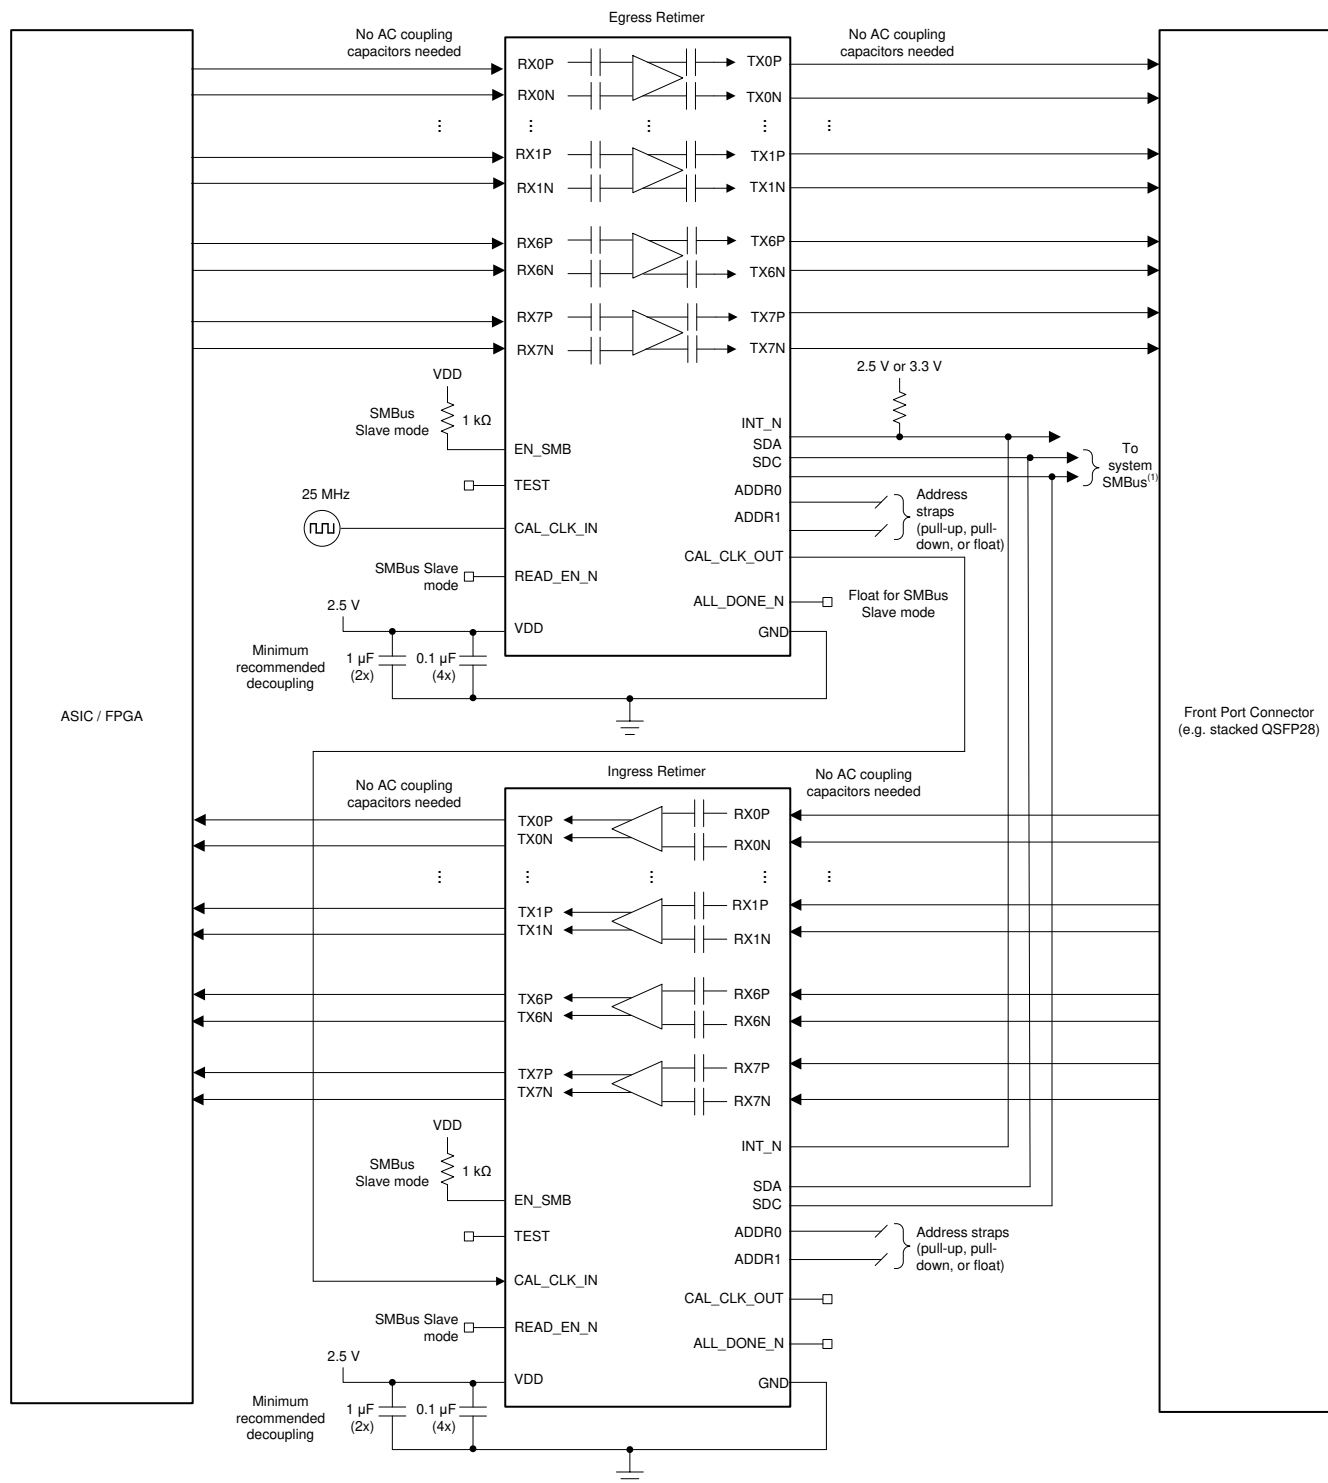 Egress Retimer
No AC coupling
capacitors needed
No AC coupling
capacitors needed
RX0P
TX0P
RX0N
TX0N
RX1P
TX1P
RX1N
TX1N
RX6P
TX6P
RX6N
TX6N
RX7P
TX7P
RX7N
TX7N
VDD
SMBus
Slave mode
1 kΩ
EN_SMB
TEST
25 MHz
CAL_CLK_IN
SMBus Slave
mode
READ_EN_N
2.5 V
VDD
Minimum
recommended
decoupling
1 µF
(2x)
0.1 µF
(4x)
2.5 V or 3.3 V
INT_N
SDA
SDC
To
system
SMBus(1)
ADDR0
ADDR1
Address
straps
(pull-up, pull-
down, or float)
CAL_CLK_OUT
ALL_DONE_N
Float for SMBus
Slave mode
GND
ASIC / FPGA
Front Port Connector
(e.g. stacked QSFP28)
Ingress Retimer
No AC coupling
capacitors needed
No AC coupling
capacitors needed
TX0P
RX0P
TX0N
RX0N
TX1P
RX1P
TX1N
RX1N
TX6P
RX6P
TX6N
RX6N
TX7P
RX7P
TX7N
RX7N
VDD
SMBus
Slave mode
1 kΩ
EN_SMB
TEST
CAL_CLK_IN
SMBus Slave
mode
READ_EN_N
2.5 V
VDD
Minimum
recommended
decoupling
1 µF
(2x)
0.1 µF
(4x)
INT_N
SDA
SDC
ADDR0
ADDR1
Address straps
(pull-up, pull-
down, or float)
CAL_CLK_OUT
ALL_DONE_N
GND